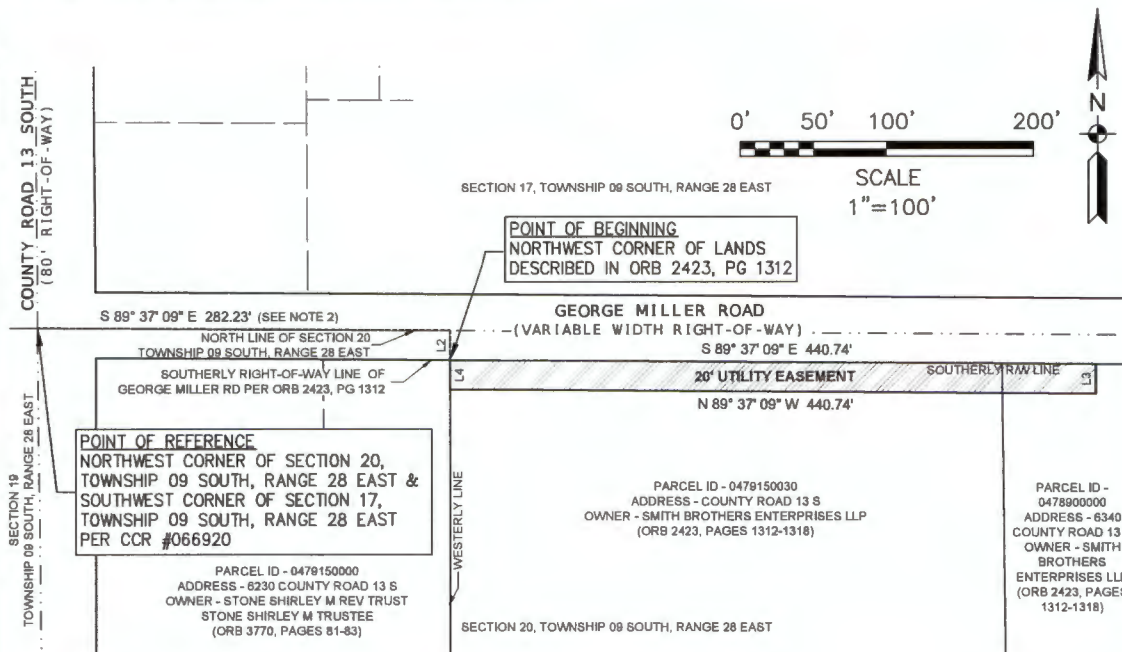 COUNTY ROAD 13 SOUTH
(80' RIGHT-OF-WAY)
0' 50' 100' 200'
SCALE
1"=100'
N
SECTION 17, TOWNSHIP 09 SOUTH, RANGE 28 EAST
POINT OF BEGINNING
NORTHWEST CORNER OF LANDS
DESCRIBED IN ORB 2423, PG 1312
S 89° 37' 09" E 282.23' (SEE NOTE 2)
GEORGE MILLER ROAD
(VARIABLE WIDTH RIGHT-OF-WAY)
NORTH LINE OF SECTION 20
TOWNSHIP 09 SOUTH, RANGE 28 EAST
L2
S 89° 37' 09" E 440.74'
SOUTHERLY RIGHT-OF-WAY LINE OF
GEORGE MILLER RD PER ORB 2423, PG 1312
L4
20' UTILITY EASEMENT
SOUTHERLY R/W LINE
L3
N 89° 37' 09" W 440.74'
POINT OF REFERENCE
NORTHWEST CORNER OF SECTION 20,
TOWNSHIP 09 SOUTH, RANGE 28 EAST &
SOUTHWEST CORNER OF SECTION 17,
TOWNSHIP 09 SOUTH, RANGE 28 EAST
PER CCR #066920
SECTION 19
TOWNSHIP 09 SOUTH, RANGE 28 EAST
WESTERLY LINE
PARCEL ID - 0479150030
ADDRESS - COUNTY ROAD 13 S
OWNER - SMITH BROTHERS ENTERPRISES LLP
(ORB 2423, PAGES 1312-1318)
PARCEL ID -
0478900000
ADDRESS - 6340
COUNTY ROAD 13
OWNER - SMITH
BROTHERS
ENTERPRISES LLP
(ORB 2423, PAGES
1312-1318)
PARCEL ID - 0479150000
ADDRESS - 6230 COUNTY ROAD 13 S
OWNER - STONE SHIRLEY M REV TRUST
STONE SHIRLEY M TRUSTEE
(ORB 3770, PAGES 81-83)
SECTION 20, TOWNSHIP 09 SOUTH, RANGE 28 EAST